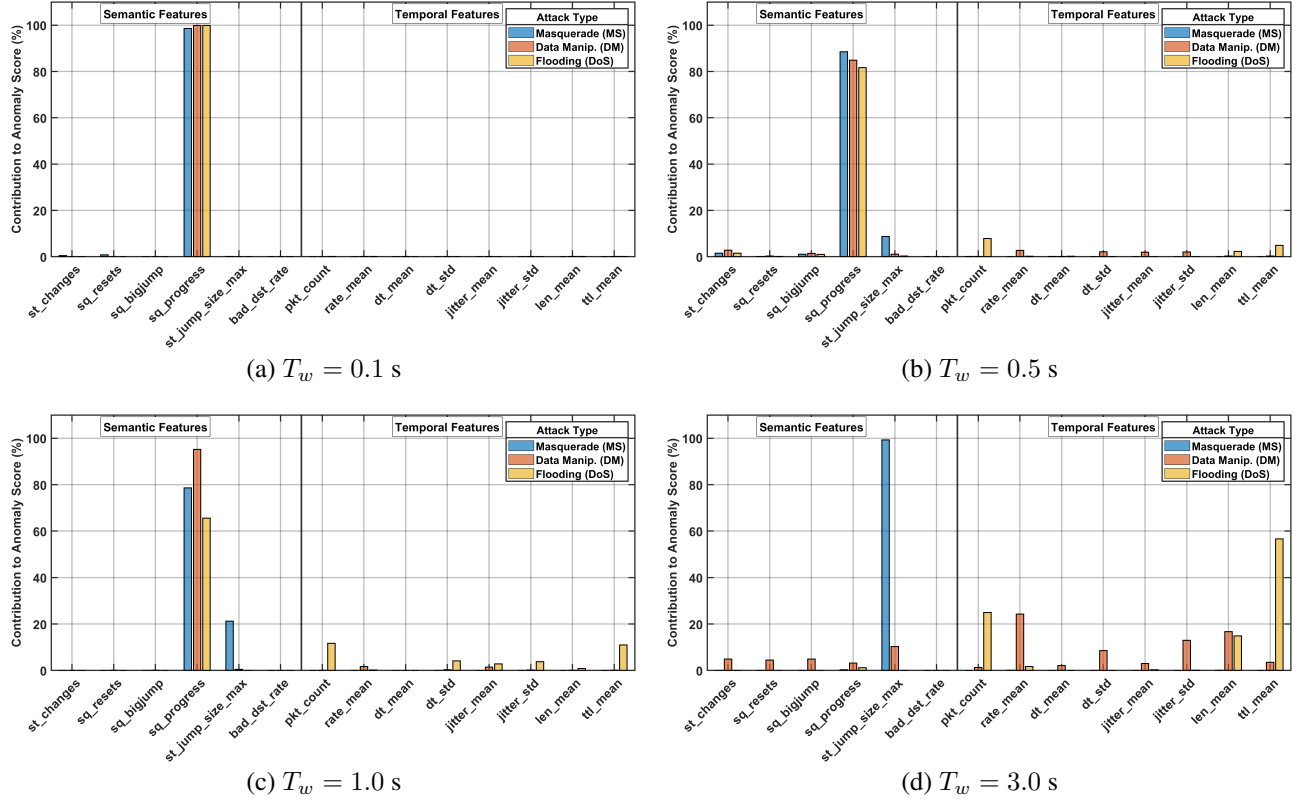 Semantic Features
Temporal Features
Attack Type
Masquerade (MS)
Data Manip. (DM)
Flooding (DoS)
Contribution to Anomaly Score (%)
100
80
60
40
20
0
st_changes
sq_resets
sq_bigjump
sq_progress
st_jump_size_max
bad_dst_rate
pkt_count
rate_mean
dt_mean
dt_std
jitter_mean
jitter_std
len_mean
ttl_mean
(a) T_w = 0.1 s
Semantic Features
Temporal Features
Attack Type
Masquerade (MS)
Data Manip. (DM)
Flooding (DoS)
Contribution to Anomaly Score (%)
100
80
60
40
20
0
st_changes
sq_resets
sq_bigjump
sq_progress
st_jump_size_max
bad_dst_rate
pkt_count
rate_mean
dt_mean
dt_std
jitter_mean
jitter_std
len_mean
ttl_mean
(b) T_w = 0.5 s
Semantic Features
Temporal Features
Attack Type
Masquerade (MS)
Data Manip. (DM)
Flooding (DoS)
Contribution to Anomaly Score (%)
100
80
60
40
20
0
st_changes
sq_resets
sq_bigjump
sq_progress
st_jump_size_max
bad_dst_rate
pkt_count
rate_mean
dt_mean
dt_std
jitter_mean
jitter_std
len_mean
ttl_mean
(c) T_w = 1.0 s
Semantic Features
Temporal Features
Attack Type
Masquerade (MS)
Data Manip. (DM)
Flooding (DoS)
Contribution to Anomaly Score (%)
100
80
60
40
20
0
st_changes
sq_resets
sq_bigjump
sq_progress
st_jump_size_max
bad_dst_rate
pkt_count
rate_mean
dt_mean
dt_std
jitter_mean
jitter_std
len_mean
ttl_mean
(d) T_w = 3.0 s